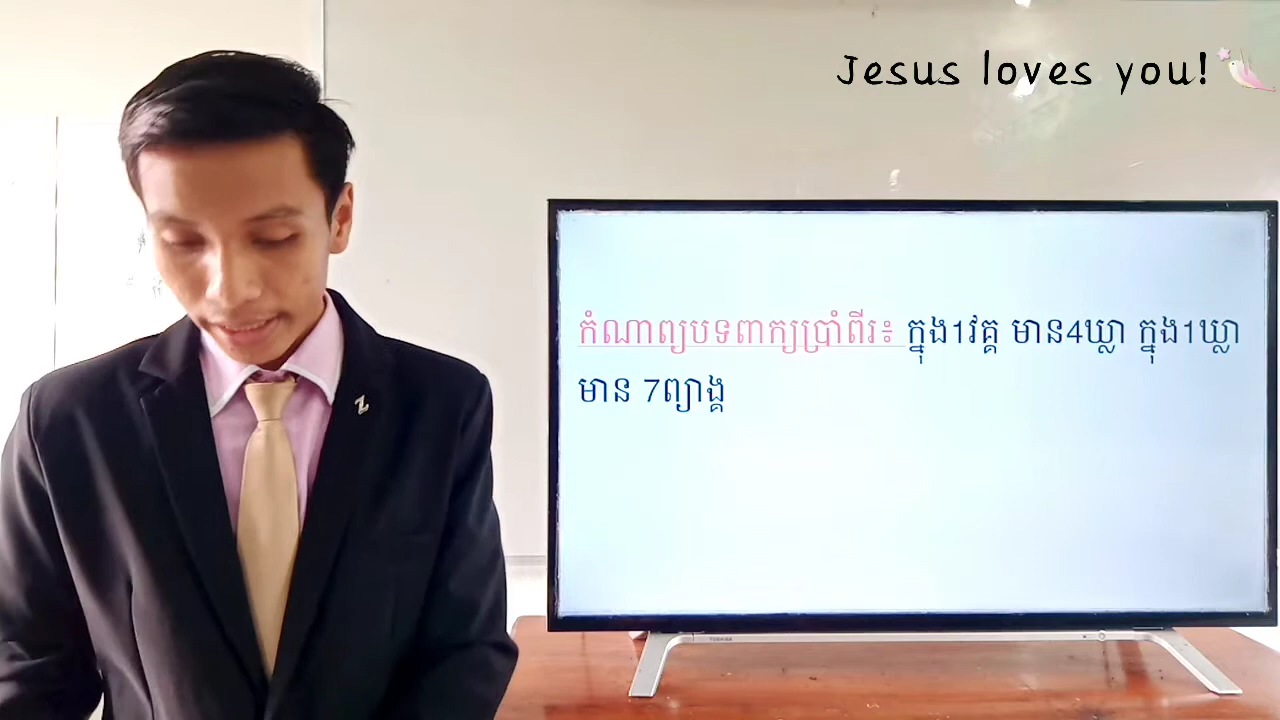 Jesus loves you!
កំណាព្យបទពាក្យប្រាំពីរ៖ ក្នុង1វគ្គ មាន4ឃ្លា ក្នុង1ឃ្លា
មាន 7ព្យាង្គ
TOSHIBA